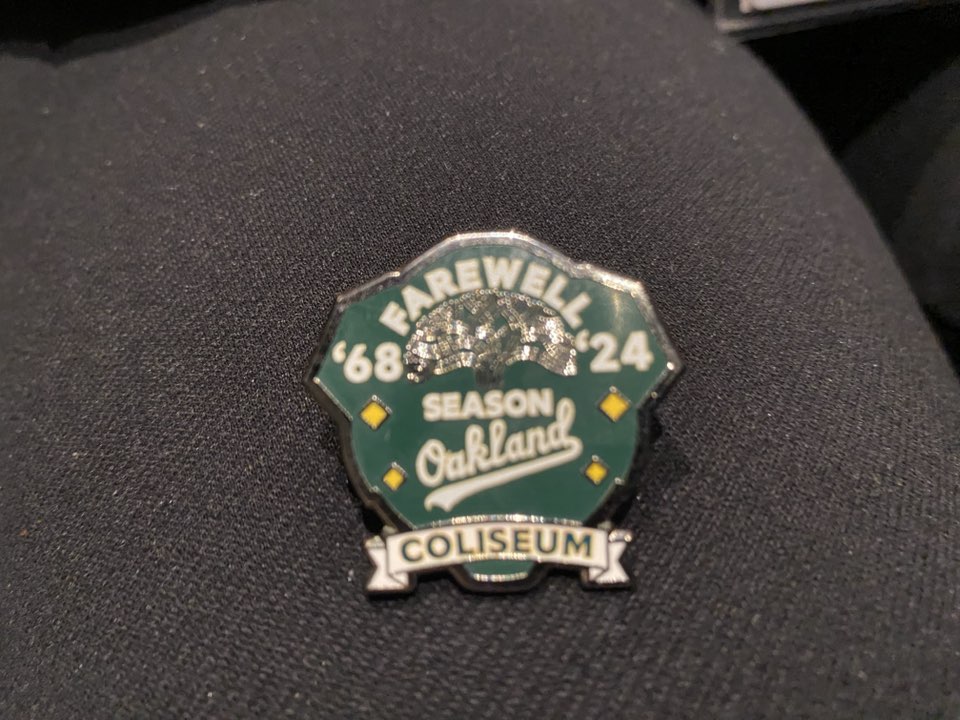 FAREWELL
‘68 ‘24
SEASON
Oakland
COLISEUM